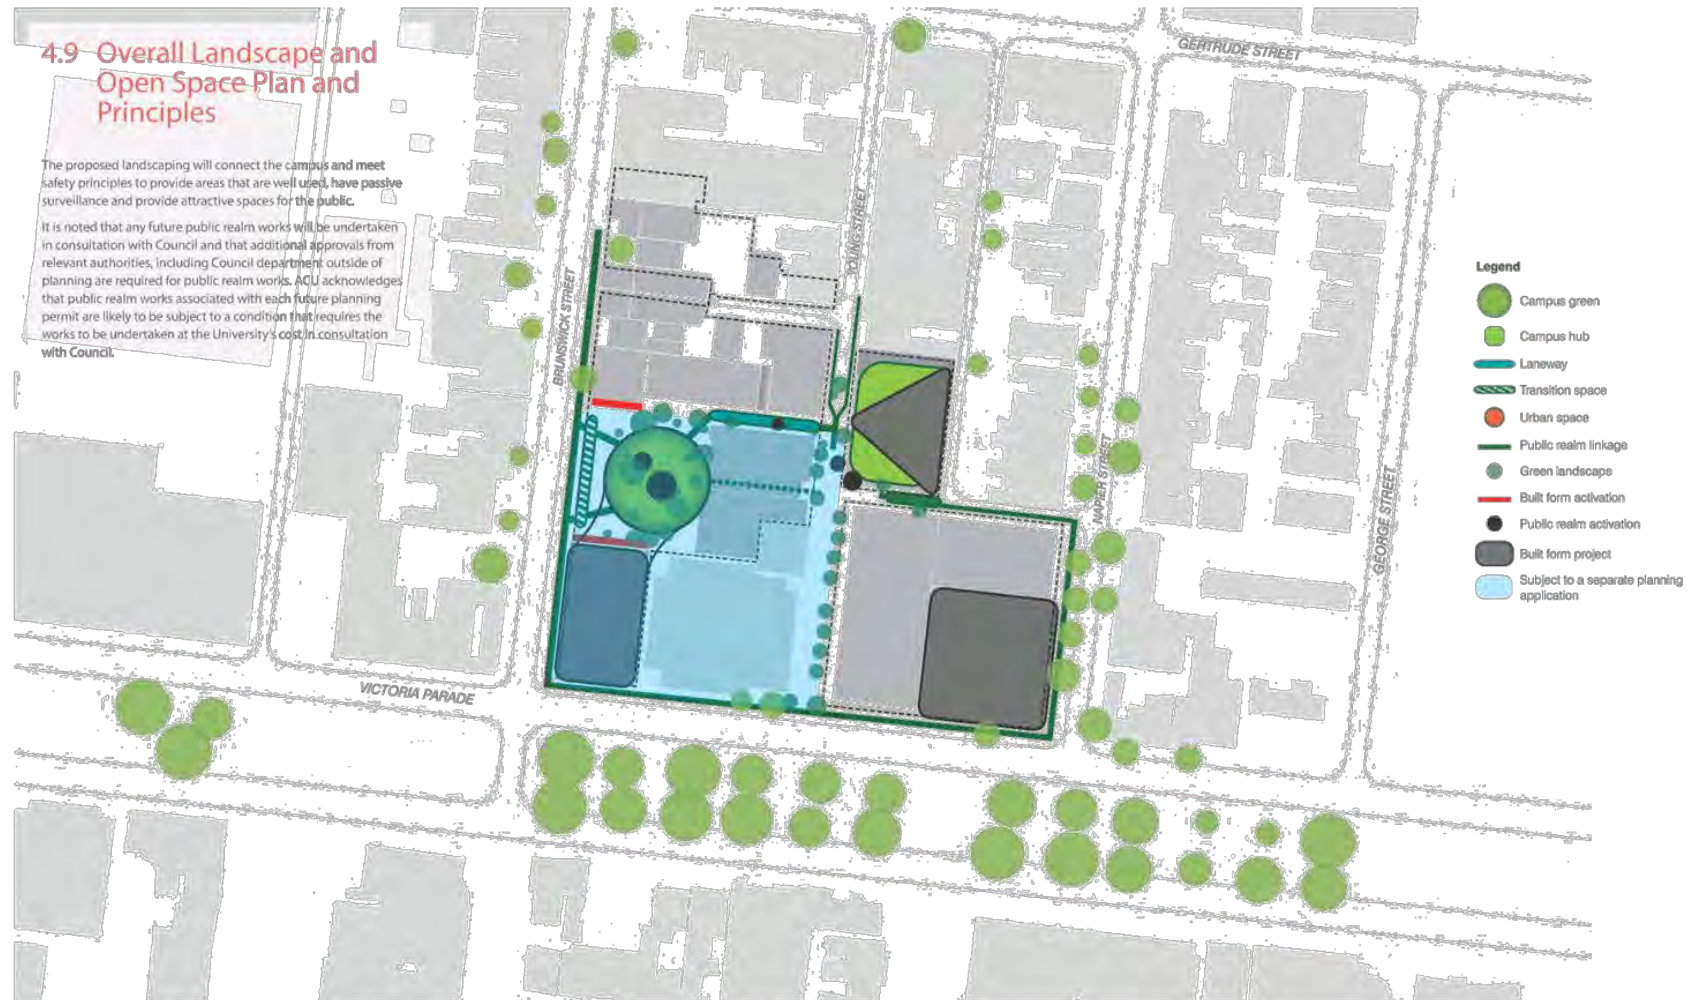 4.9 Overall Landscape and
Open Space Plan and
Principles
The proposed landscaping will connect the campus and meet
safety principles to provide areas that are well used, have passive
surveillance and provide attractive spaces for the public.
It is noted that any future public realm works will be undertaken
in consultation with Council and that additional approvals from
relevant authorities, including Council department outside of
planning are required for public realm works. ACU acknowledges
that public realm works associated with each future planning
permit are likely to be subject to a condition that requires the
works to be undertaken at the University's cost in consultation
with Council.
GERTRUDE STREET
YOUNG STREET
BRUNSWICK STREET
NAPIER STREET
GEORGE STREET
VICTORIA PARADE
Legend
Campus green
Campus hub
Laneway
Transition space
Urban space
Public realm linkage
Green landscape
Built form activation
Public realm activation
Built form project
Subject to a separate planning
application